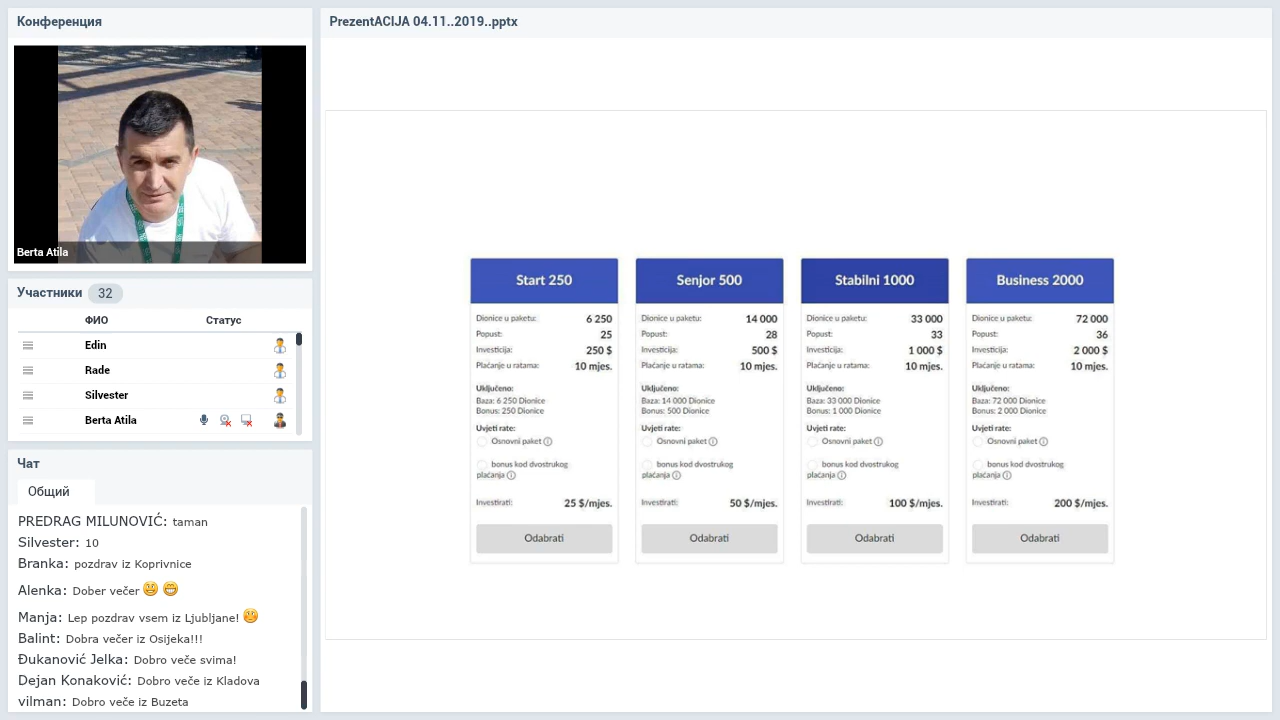 Конференция
Berta Atila
Участники 32
ФИО Статус
Edin
Rade
Silvester
Berta Atila
Чат
Общий
PREDRAG MILUNOVIĆ: taman
Silvester: 10
Branka: pozdrav iz Koprivnice
Alenka: Dober večer
Manja: Lep pozdrav vsem iz Ljubljane!
Balint: Dobra večer iz Osijeka!!!
Đukanović Jelka: Dobro veče svima!
Dejan Konaković: Dobro veče iz Kladova
vilman: Dobro veče iz Buzeta
PrezentACIJA 04.11..2019..pptx
Start 250
Dionice u paketu: 6 250
Popust: 25
Investicija: 250 $
Plaćanje u ratama: 10 mjes.
Uključeno:
Baza: 6 250 Dionice
Bonus: 250 Dionice
Uvjeti rate:
Osnovni paket
bonus kod dvostrukog
plaćanja
Investirati: 25 $/mjes.
Odabrati
Senjor 500
Dionice u paketu: 14 000
Popust: 28
Investicija: 500 $
Plaćanje u ratama: 10 mjes.
Uključeno:
Baza: 14 000 Dionice
Bonus: 500 Dionice
Uvjeti rate:
Osnovni paket
bonus kod dvostrukog
plaćanja
Investirati: 50 $/mjes.
Odabrati
Stabilni 1000
Dionice u paketu: 33 000
Popust: 33
Investicija: 1 000 $
Plaćanje u ratama: 10 mjes.
Uključeno:
Baza: 33 000 Dionice
Bonus: 1 000 Dionice
Uvjeti rate:
Osnovni paket
bonus kod dvostrukog
plaćanja
Investirati: 100 $/mjes.
Odabrati
Business 2000
Dionice u paketu: 72 000
Popust: 36
Investicija: 2 000 $
Plaćanje u ratama: 10 mjes.
Uključeno:
Baza: 72 000 Dionice
Bonus: 2 000 Dionice
Uvjeti rate:
Osnovni paket
bonus kod dvostrukog
plaćanja
Investirati: 200 $/mjes.
Odabrati